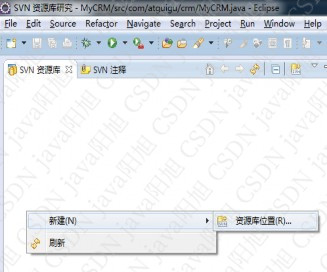 SVN 资源库研究 - MyCRM/src/com/atguigu/crm/MyCRM.java - Eclipse
File Edit Source Refactor Navigate Search Project Run Window Help
SVN 资源库 SVN 注释
新建(N) 资源库位置(R)...
刷新
CSDN java阳旭